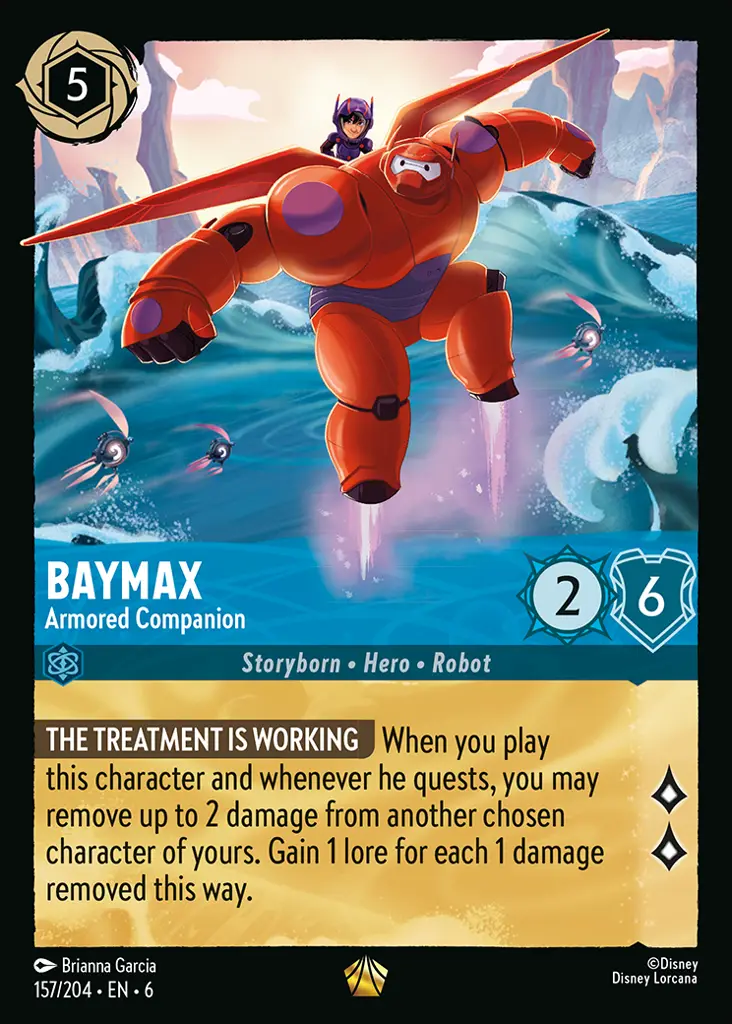 5
BAYMAX
Armored Companion
2
6
Storyborn • Hero • Robot
THE TREATMENT IS WORKING When you play
this character and whenever he quests, you may
remove up to 2 damage from another chosen
character of yours. Gain 1 lore for each 1 damage
removed this way.
Brianna Garcia
157/204 • EN • 6
©Disney
Disney Lorcana